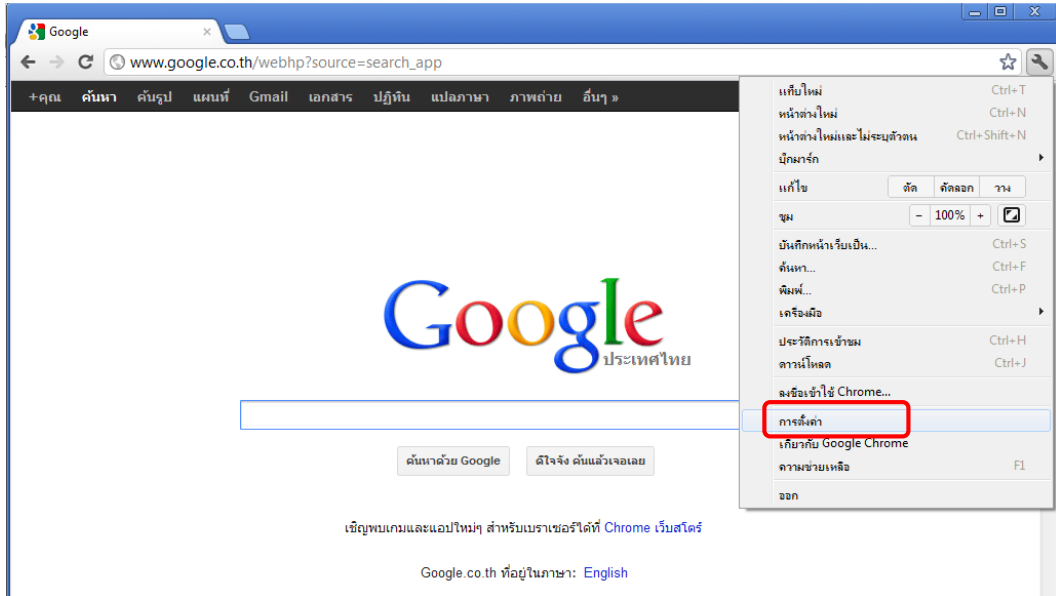 Google
www.google.co.th/webhp?source=search_app
+คุณ ค้นหา ค้นรูป แผนที่ Gmail เอกสาร ปฏิทิน แปลภาษา ภาพถ่าย อื่นๆ »
แท็บใหม่ Ctrl+T
หน้าต่างใหม่ Ctrl+N
หน้าต่างใหม่และไม่ระบุตัวตน Ctrl+Shift+N
บุ๊กมาร์ก
แก้ไข ตัด คัดลอก วาง
ซูม - 100% +
บันทึกหน้าเว็บเป็น... Ctrl+S
ค้นหา... Ctrl+F
พิมพ์... Ctrl+P
เครื่องมือ
ประวัติการเข้าชม Ctrl+H
ดาวน์โหลด Ctrl+J
ลงชื่อเข้าใช้ Chrome...
การตั้งค่า
เกี่ยวกับ Google Chrome
ความช่วยเหลือ F1
ออก
Google
ประเทศไทย
ค้นหาด้วย Google ดีใจจัง ค้นแล้วเจอเลย
เชิญพบเกมและแอปใหม่ๆ สำหรับเบราเซอร์ได้ที่ Chrome เว็บสโตร์
Google.co.th ที่อยู่ในภาษา: English